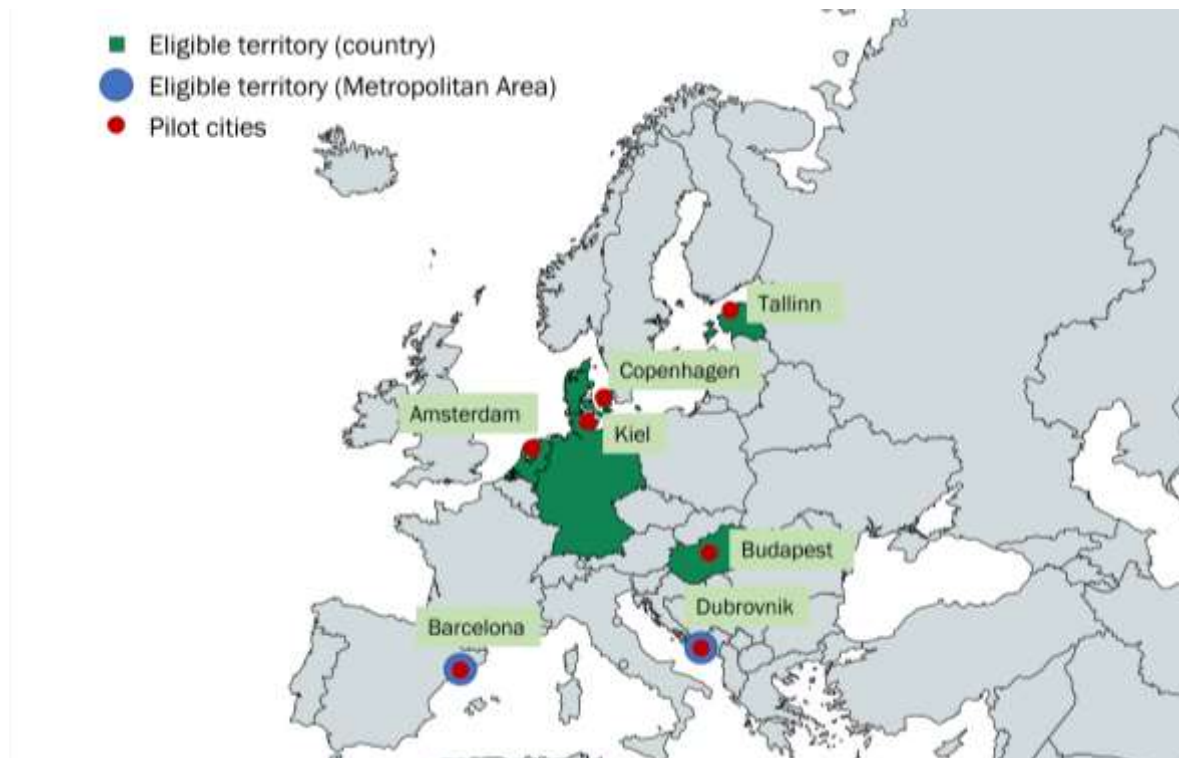 Eligible territory (country)
Eligible territory (Metropolitan Area)
Pilot cities
Tallinn
Copenhagen
Amsterdam
Kiel
Budapest
Dubrovnik
Barcelona